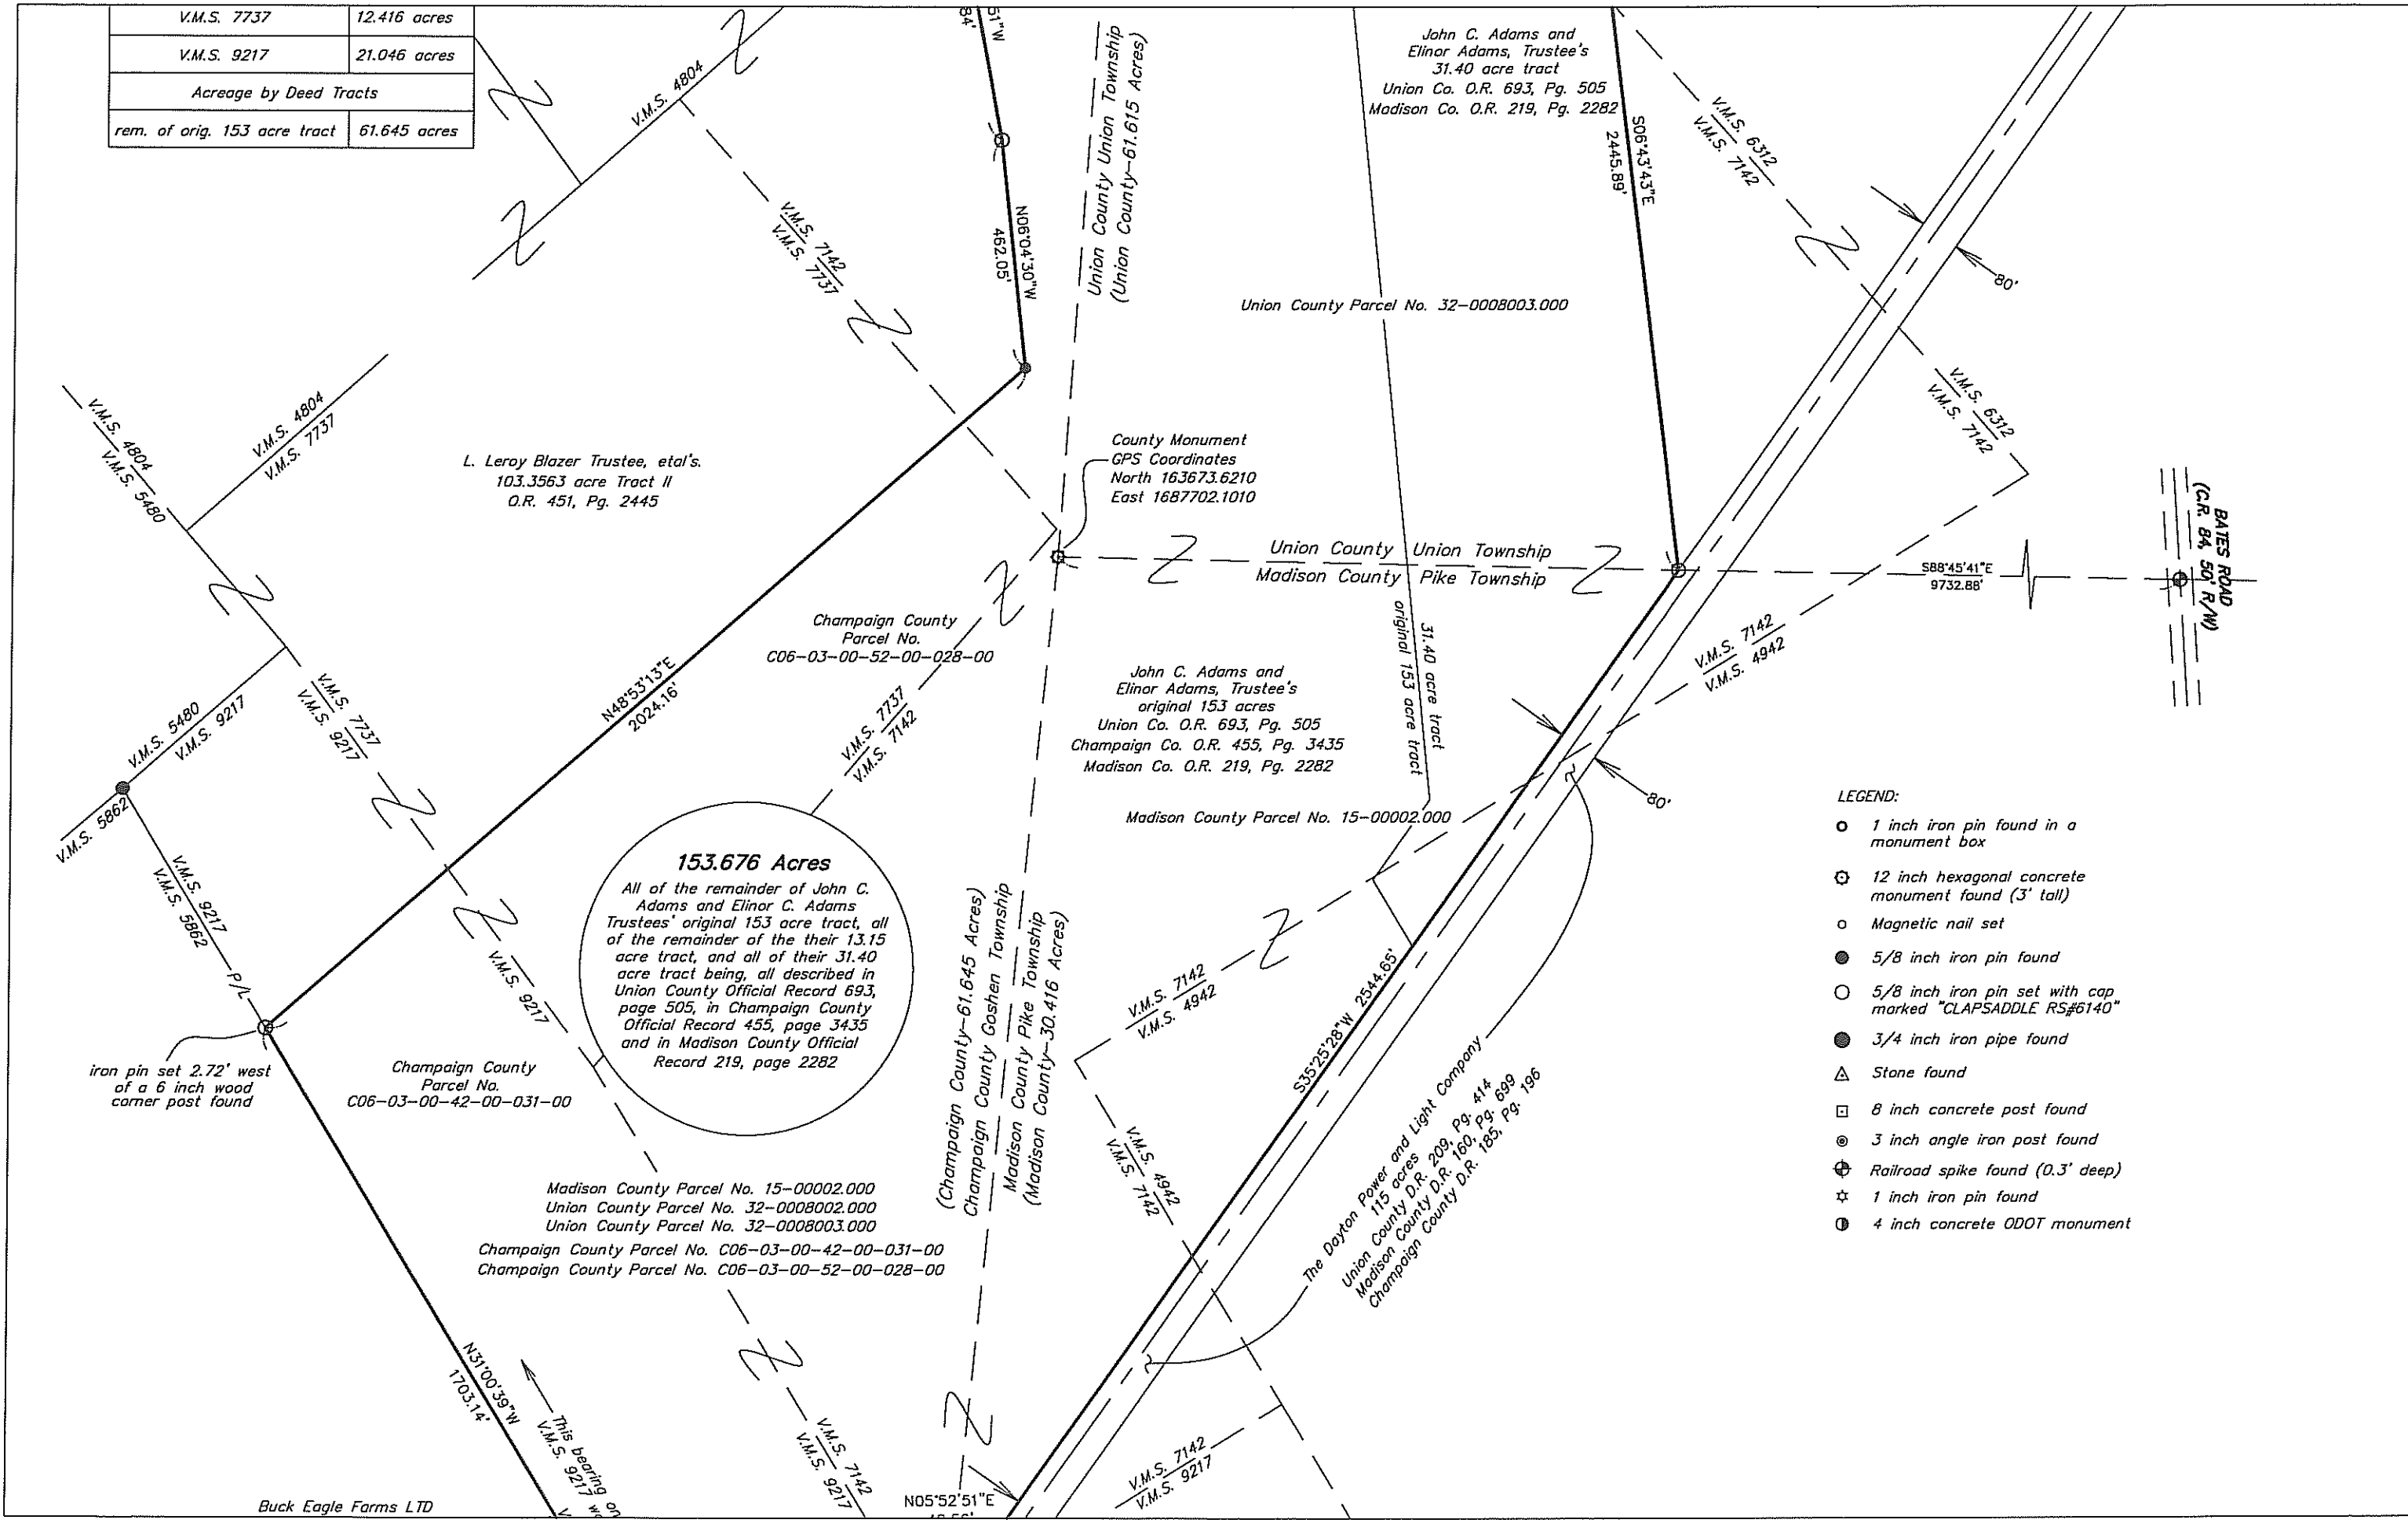 V.M.S. 7737 12.416 acres
V.M.S. 9217 21.046 acres
Acreage by Deed Tracts
rem. of orig. 153 acre tract 61.645 acres
V.M.S. 4804
51"W
84'
Union County Union Township
(Union County-61.615 Acres)
John C. Adams and
Elinor Adams, Trustee's
31.40 acre tract
Union Co. O.R. 693, Pg. 505
Madison Co. O.R. 219, Pg. 2282
S06°43'43"E
2445.89'
V.M.S. 6312
V.M.S. 7142
80'
V.M.S. 7142
V.M.S. 7737
N06°04'30"W
462.05'
Union County Parcel No. 32-0008003.000
V.M.S. 6312
V.M.S. 7142
V.M.S. 4804
V.M.S. 5480
V.M.S. 4804
V.M.S. 7737
L. Leroy Blazer Trustee, etal's.
103.3563 acre Tract II
O.R. 451, Pg. 2445
County Monument
GPS Coordinates
North 163673.6210
East 1687702.1010
Union County Union Township
Madison County Pike Township
S88°45'41"E
9732.88'
BATES ROAD
(C.R. 84, 50' R/W)
Champaign County
Parcel No.
C06-03-00-52-00-028-00
N48°53'13"E
2024.16'
V.M.S. 7737
V.M.S. 7142
John C. Adams and
Elinor Adams, Trustee's
original 153 acres
Union Co. O.R. 693, Pg. 505
Champaign Co. O.R. 455, Pg. 3435
Madison Co. O.R. 219, Pg. 2282
31.40 acre tract
original 153 acre tract
V.M.S. 7142
V.M.S. 4942
80'
Madison County Parcel No. 15-00002.000
V.M.S. 5480
V.M.S. 9217
V.M.S. 7737
V.M.S. 9217
V.M.S. 5862
V.M.S. 9217
V.M.S. 5862
P/L
V.M.S. 9217
153.676 Acres
All of the remainder of John C.
Adams and Elinor C. Adams
Trustees' original 153 acre tract, all
of the remainder of the their 13.15
acre tract, and all of their 31.40
acre tract being, all described in
Union County Official Record 693,
page 505, in Champaign County
Official Record 455, page 3435
and in Madison County Official
Record 219, page 2282
(Champaign County-61.645 Acres)
Champaign County Goshen Township
Madison County Pike Township
(Madison County-30.416 Acres)
V.M.S. 7142
V.M.S. 4942
S35°25'28"W 2544.65'
V.M.S. 4942
V.M.S. 7142
The Dayton Power and Light Company
115 acres
Union County D.R. 209, Pg. 414
Madison County D.R. 160, Pg. 699
Champaign County D.R. 185, Pg. 196
LEGEND:
1 inch iron pin found in a
monument box
12 inch hexagonal concrete
monument found (3' tall)
Magnetic nail set
5/8 inch iron pin found
5/8 inch iron pin set with cap
marked "CLAPSADDLE RS#6140"
3/4 inch iron pipe found
Stone found
8 inch concrete post found
3 inch angle iron post found
Railroad spike found (0.3' deep)
1 inch iron pin found
4 inch concrete ODOT monument
iron pin set 2.72' west
of a 6 inch wood
corner post found
Champaign County
Parcel No.
C06-03-00-42-00-031-00
Madison County Parcel No. 15-00002.000
Union County Parcel No. 32-0008002.000
Union County Parcel No. 32-0008003.000
Champaign County Parcel No. C06-03-00-42-00-031-00
Champaign County Parcel No. C06-03-00-52-00-028-00
N31°00'39"W
1703.14'
This bearing on
V.M.S. 9217
V.M.S. 7142
V.M.S. 9217
V.M.S. 7142
V.M.S. 9217
N05°52'51"E
Buck Eagle Farms LTD